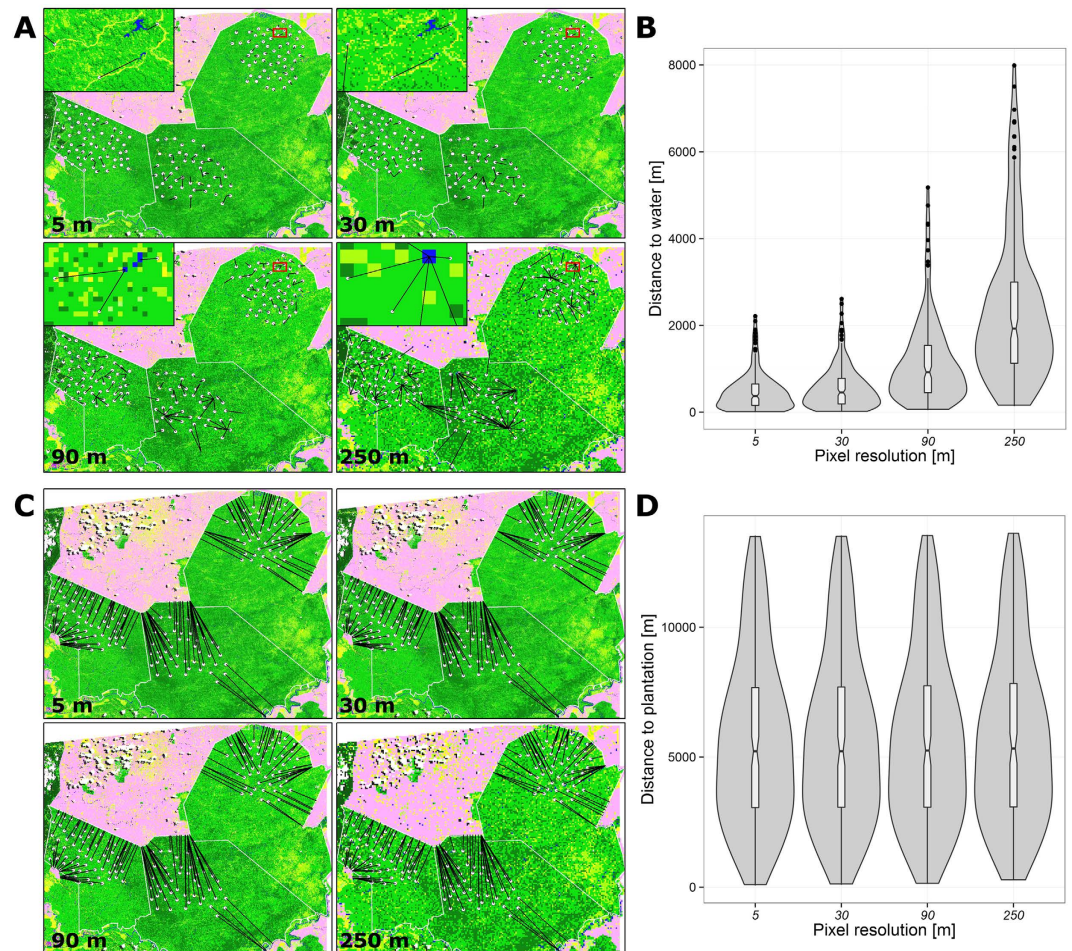 A
5 m
30 m
90 m
250 m
B
8000
6000
4000
2000
0
Distance to water [m]
5
30
90
250
Pixel resolution [m]
C
5 m
30 m
90 m
250 m
D
10000
5000
0
Distance to plantation [m]
5
30
90
250
Pixel resolution [m]